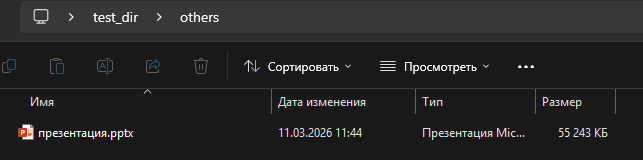 test_dir > others
Сортировать Просмотреть ...
Имя Дата изменения Тип Размер
презентация.pptx 11.03.2026 11:44 Презентация Mic... 55 243 КБ